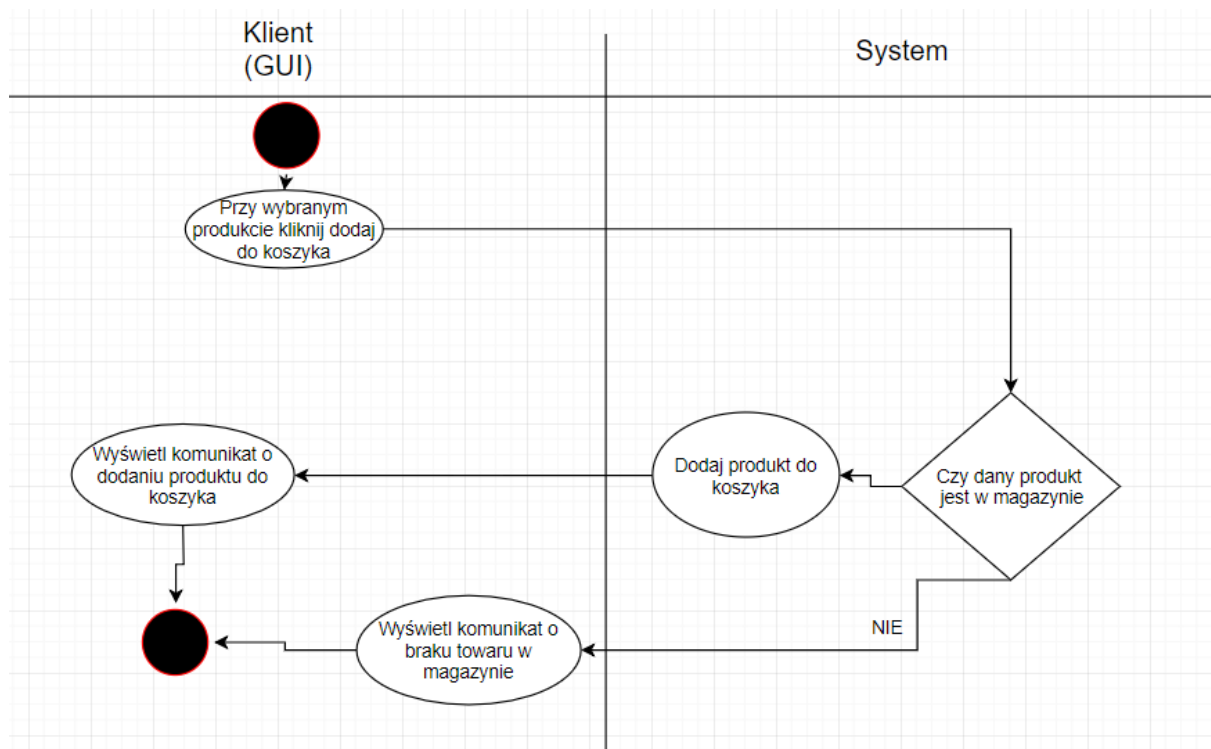 Klient
(GUI)
System
Przy wybranym
produkcie kliknij dodaj
do koszyka
Wyświetl komunikat o
dodaniu produktu do
koszyka
Dodaj produkt do
koszyka
Czy dany produkt
jest w magazynie
NIE
Wyświetl komunikat o
braku towaru w
magazynie